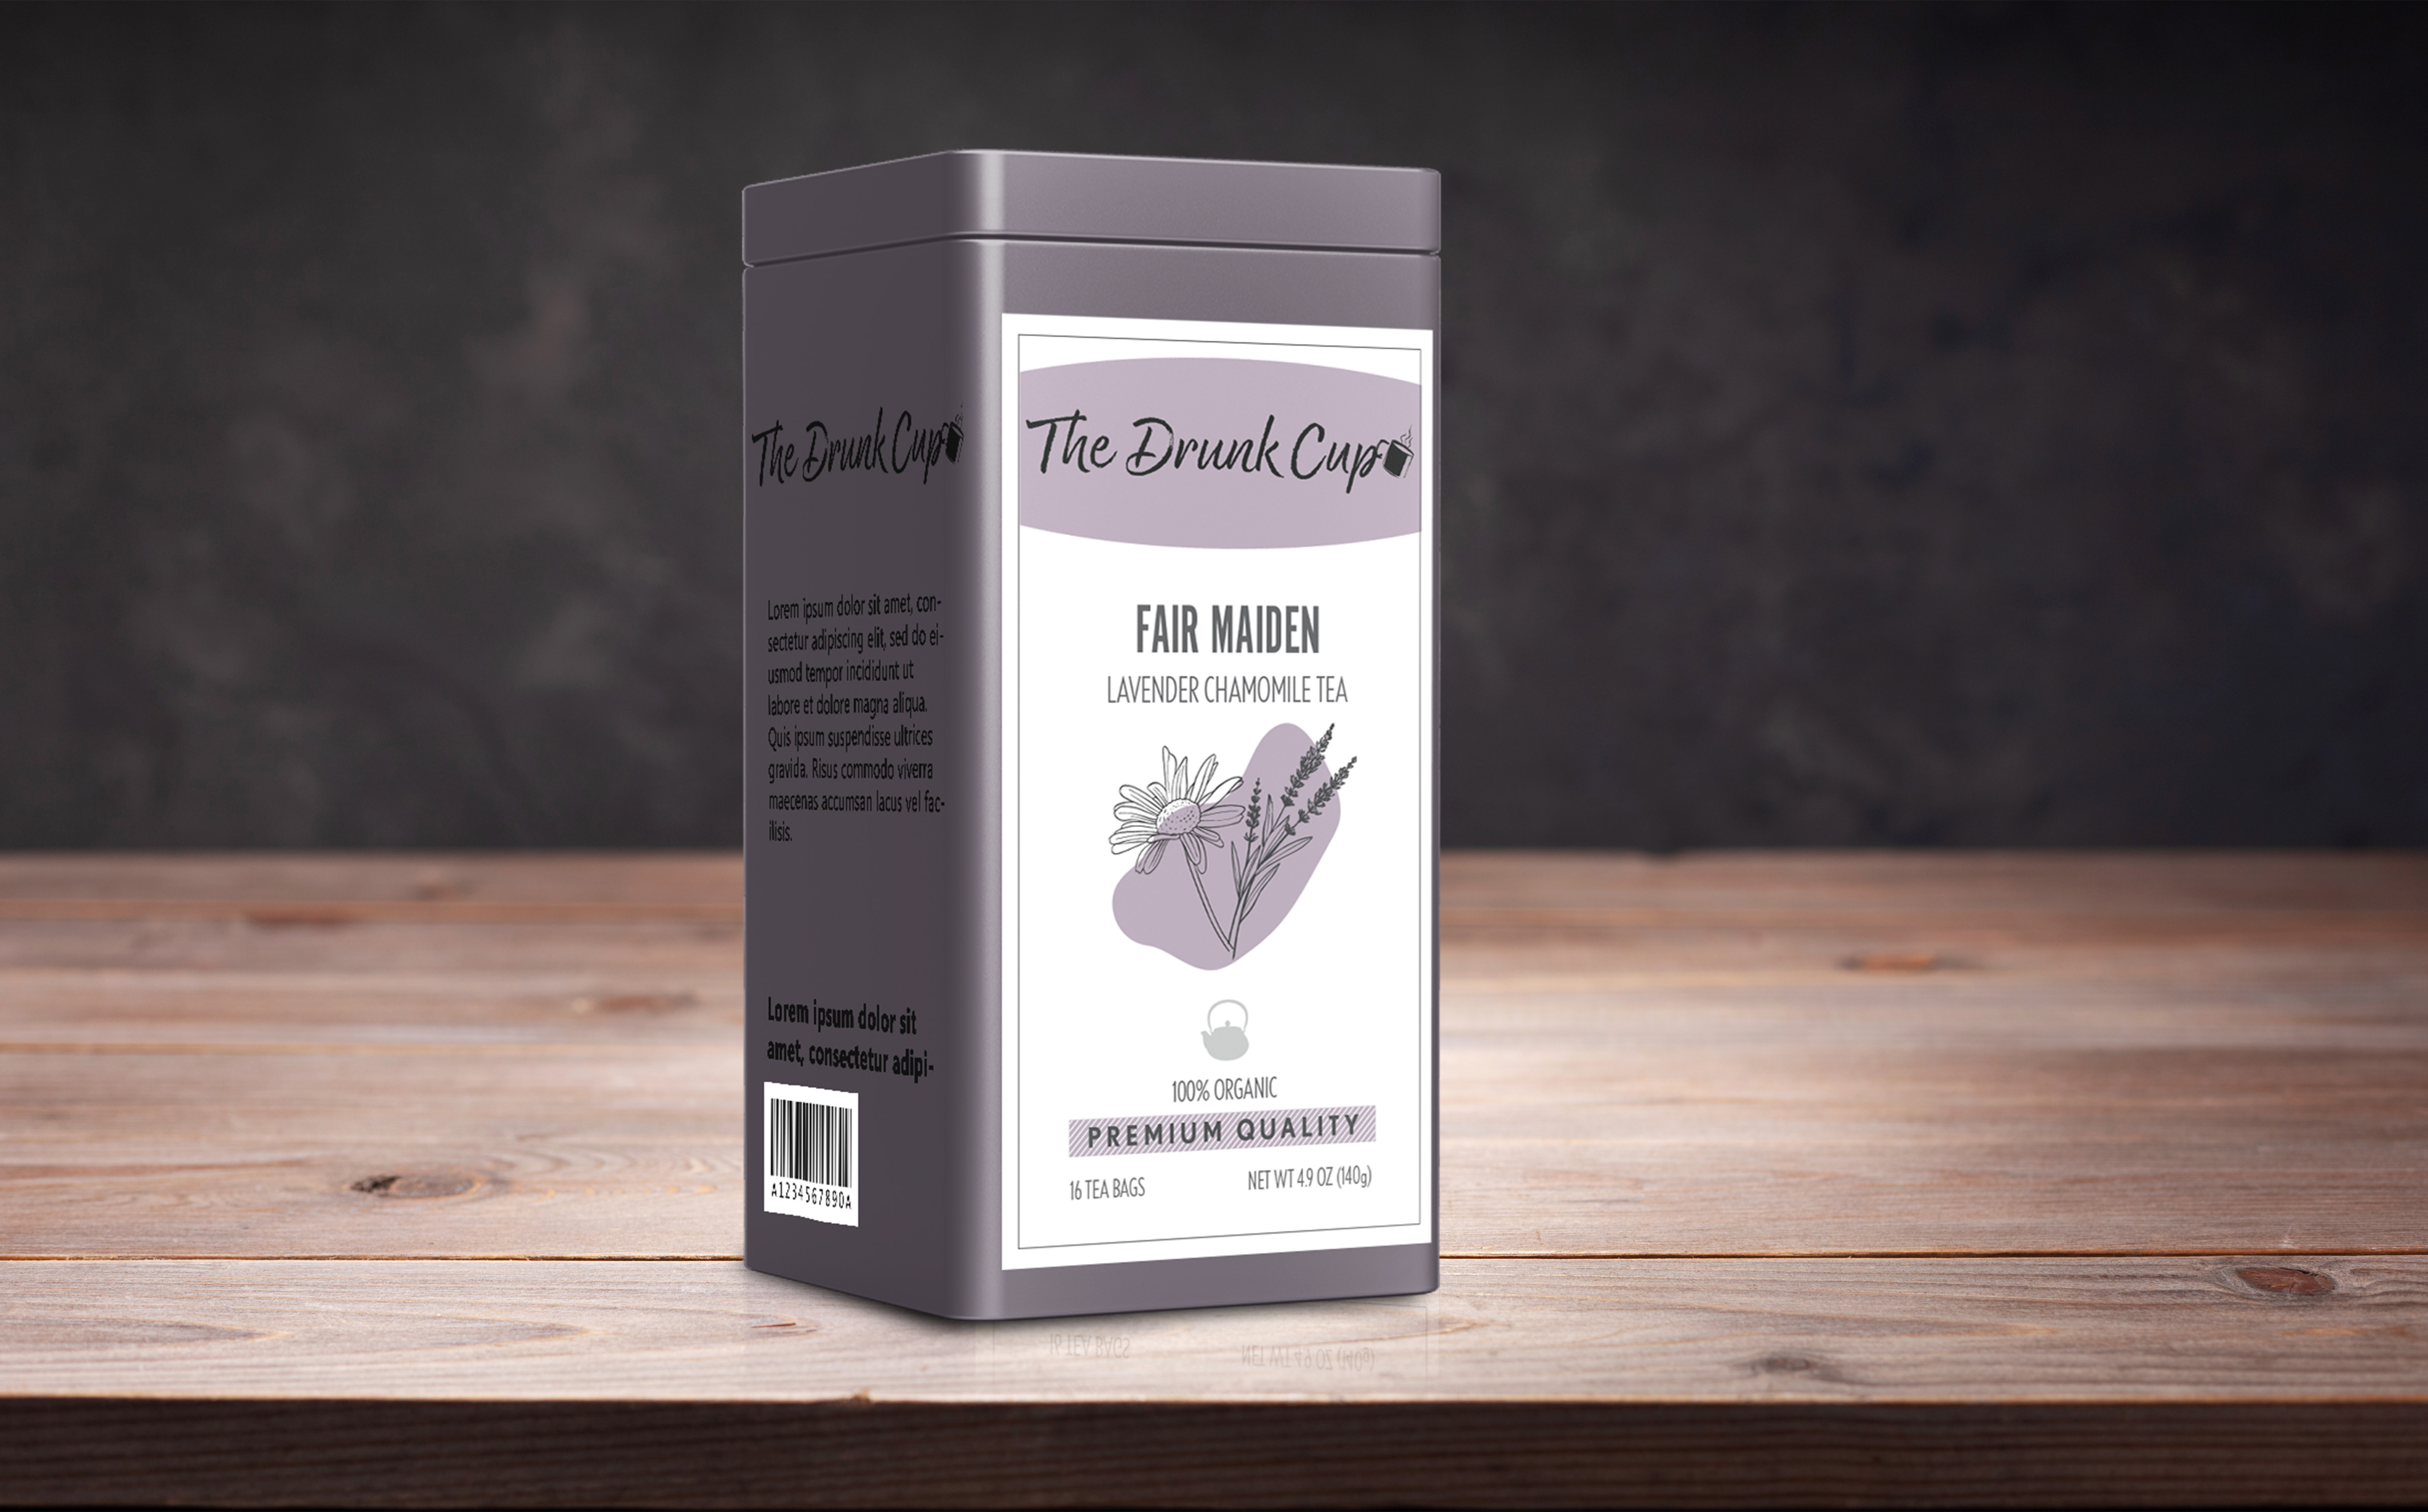 The Drunk Cup
Lorem ipsum dolor sit amet, con-
sectetur adipiscing elit, sed do ei-
usmod tempor incididunt ut
labore et dolore magna aliqua.
Quis ipsum suspendisse ultrices
gravida. Risus commodo viverra
maecenas accumsan lacus vel fac-
ilisis.
Lorem ipsum dolor sit
amet, consectetur adipi-
A1234567890A
The Drunk Cup
FAIR MAIDEN
LAVENDER CHAMOMILE TEA
100% ORGANIC
PREMIUM QUALITY
16 TEA BAGS
NET WT 4.9 OZ (140g)